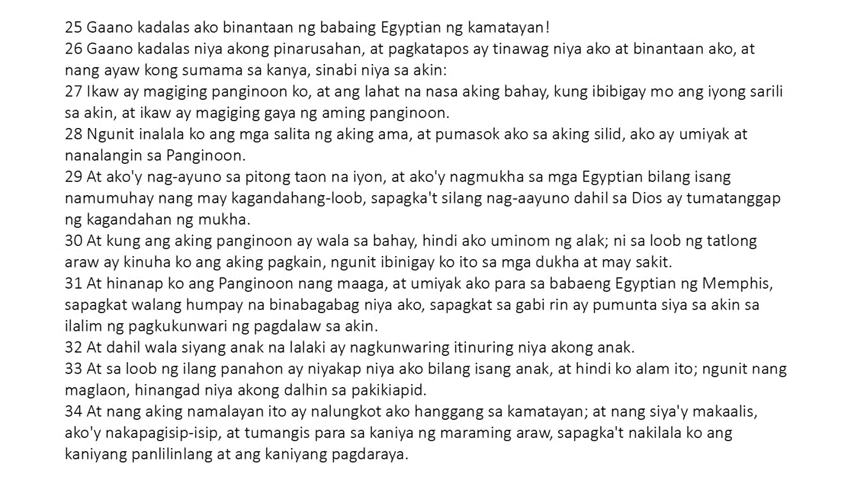 25 Gaano kadalas ako binantaan ng babaing Egyptian ng kamatayan!
26 Gaano kadalas niya akong pinarusahan, at pagkatapos ay tinawag niya ako at binantaan ako, at
nang ayaw kong sumama sa kanya, sinabi niya sa akin:
27 Ikaw ay magiging panginoon ko, at ang lahat na nasa aking bahay, kung ibibigay mo ang iyong sarili
sa akin, at ikaw ay magiging gaya ng aming panginoon.
28 Ngunit inalala ko ang mga salita ng aking ama, at pumasok ako sa aking silid, ako ay umiyak at
nanalangin sa Panginoon.
29 At ako'y nag-ayuno sa pitong taon na iyon, at ako'y nagmukha sa mga Egyptian bilang isang
namumuhay nang may kagandahang-loob, sapagka't silang nag-aayuno dahil sa Dios ay tumatanggap
ng kagandahan ng mukha.
30 At kung ang aking panginoon ay wala sa bahay, hindi ako uminom ng alak; ni sa loob ng tatlong
araw ay kinuha ko ang aking pagkain, ngunit ibinigay ko ito sa mga dukha at may sakit.
31 At hinanap ko ang Panginoon nang maaga, at umiyak ako para sa babaeng Egyptian ng Memphis,
sapagkat walang humpay na binabagabag niya ako, sapagkat sa gabi rin ay pumunta siya sa akin sa
ilalim ng pagkukunwari ng pagdalaw sa akin.
32 At dahil wala siyang anak na lalaki ay nagkunwaring itinuring niya akong anak.
33 At sa loob ng ilang panahon ay niyakap niya ako bilang isang anak, at hindi ko alam ito; ngunit nang
maglaon, hinangad niya akong dalhin sa pakikiapid.
34 At nang aking namalayan ito ay nalungkot ako hanggang sa kamatayan; at nang siya'y makaalis,
ako'y nakapagisip-isip, at tumangis para sa kaniya ng maraming araw, sapagka't nakilala ko ang
kaniyang panlilinlang at ang kaniyang pagdaraya.